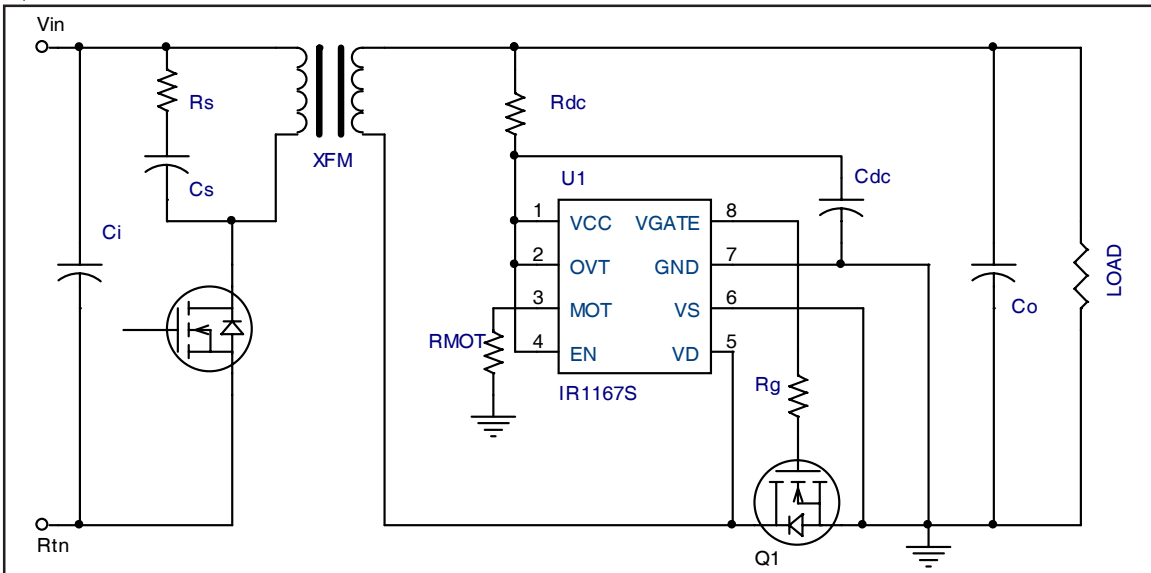 Vin
Rs
Cs
Ci
Rtn
XFM
Rdc
Cdc
U1
1 VCC VGATE 8
2 OVT GND 7
3 MOT VS 6
4 EN VD 5
IR1167S
RMOT
Rg
Q1
Co
LOAD